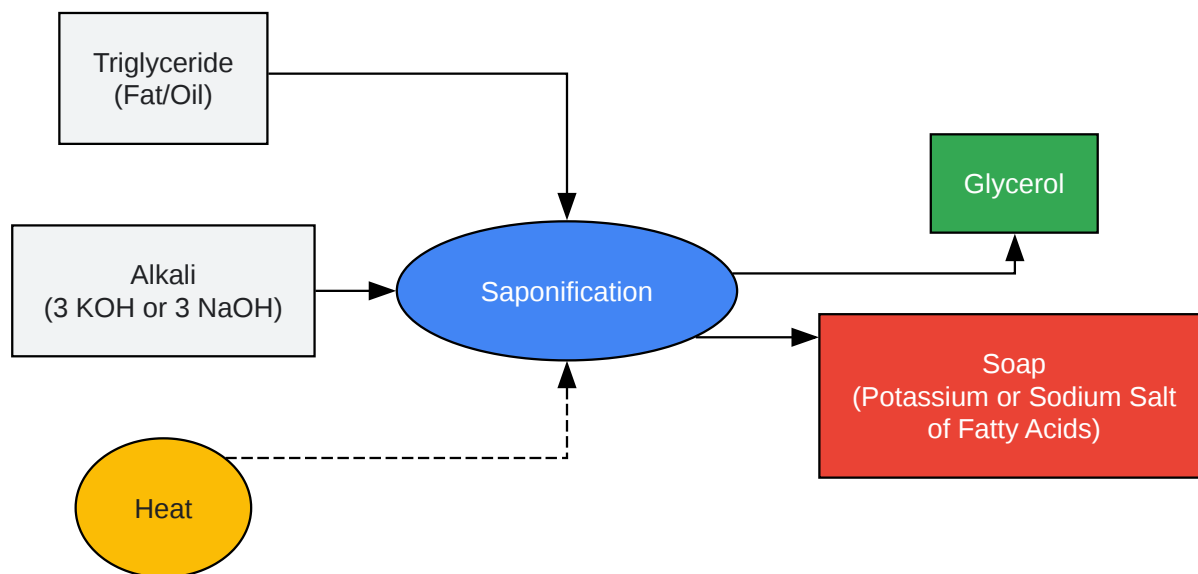 Triglyceride
(Fat/Oil)
Glycerol
Alkali
(3 KOH or 3 NaOH)
Saponification
Soap
(Potassium or Sodium Salt
of Fatty Acids)
Heat